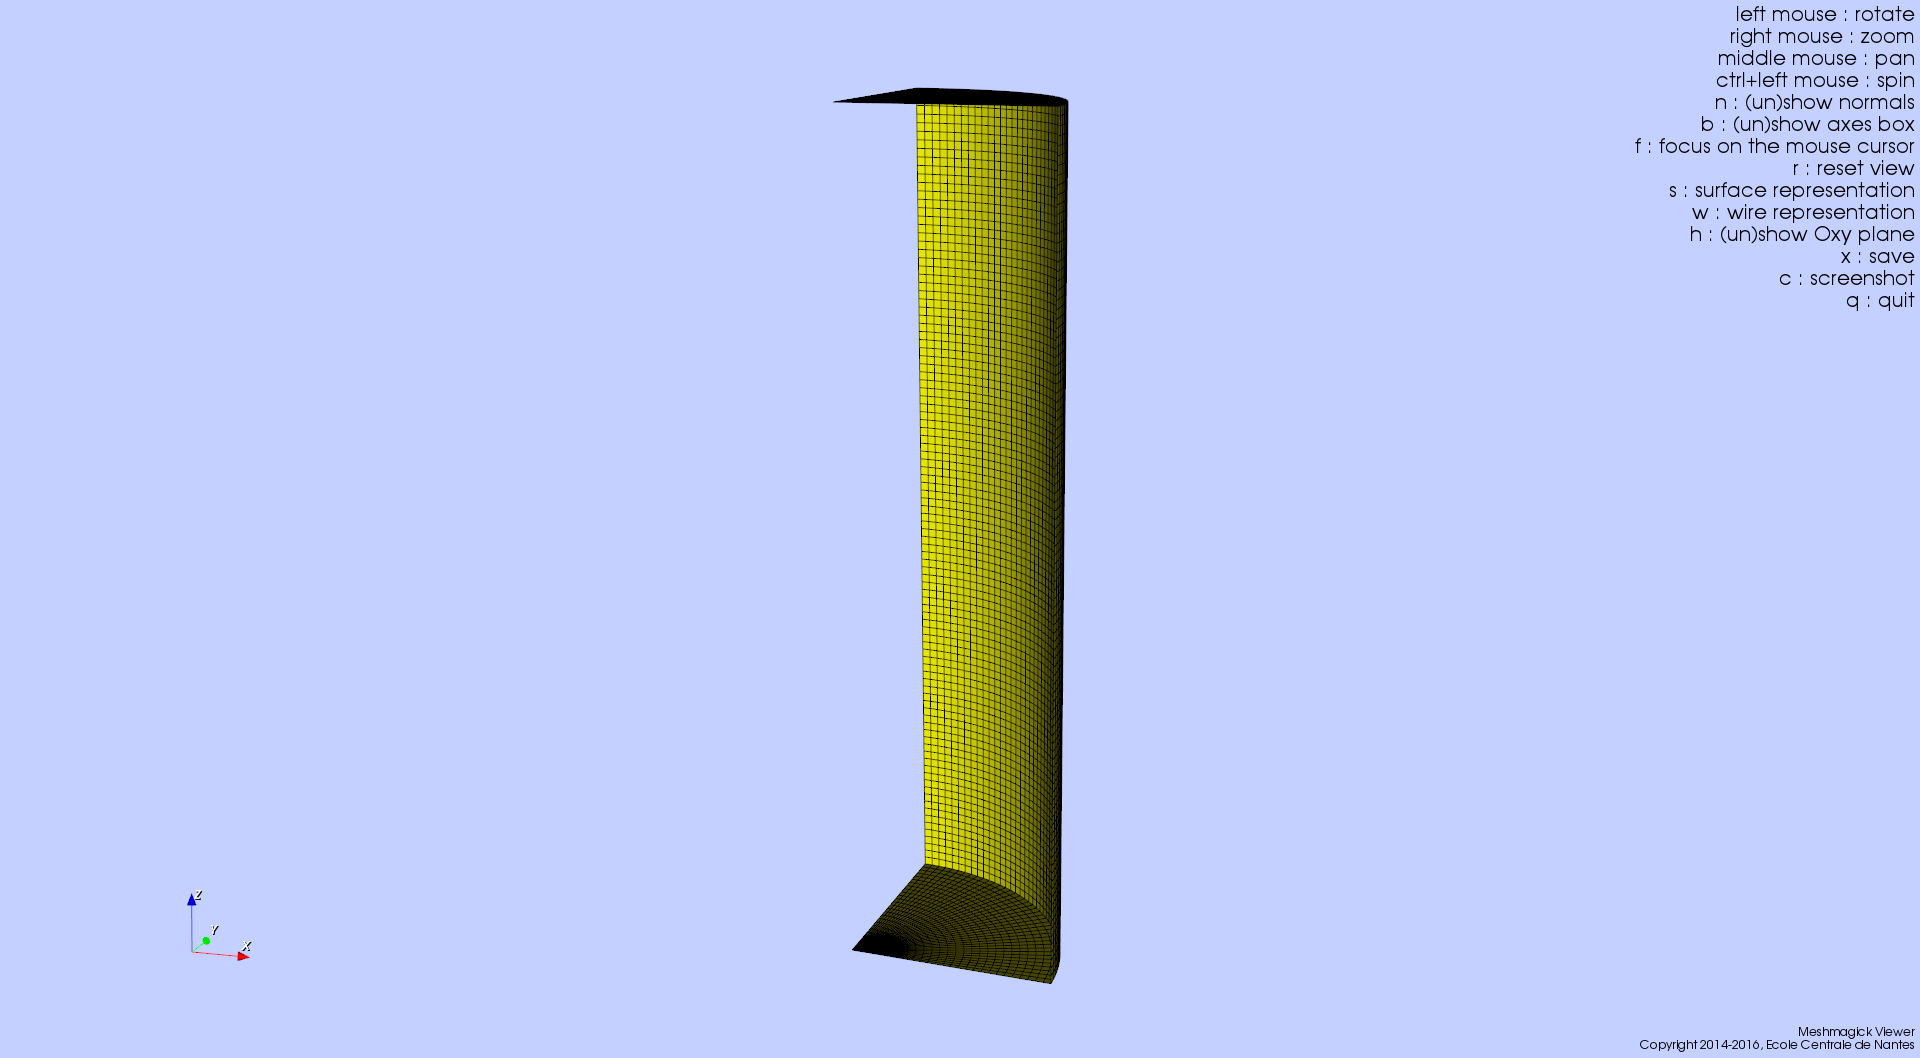 left mouse : rotate
right mouse : zoom
middle mouse : pan
ctrl+left mouse : spin
n : (un)show normals
b : (un)show axes box
f : focus on the mouse cursor
r : reset view
s : surface representation
w : wire representation
h : (un)show Oxy plane
x : save
c : screenshot
q : quit
Z
Y
X
Meshmagick Viewer
Copyright 2014-2016, Ecole Centrale de Nantes